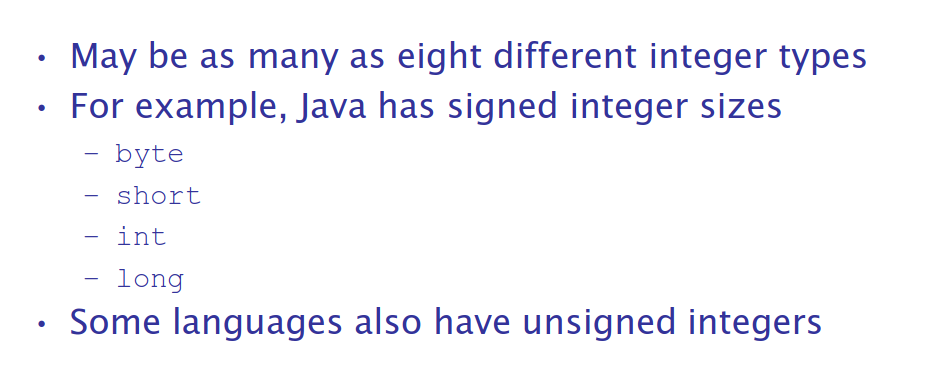 • May be as many as eight different integer types
• For example, Java has signed integer sizes
– byte
– short
– int
– long
• Some languages also have unsigned integers